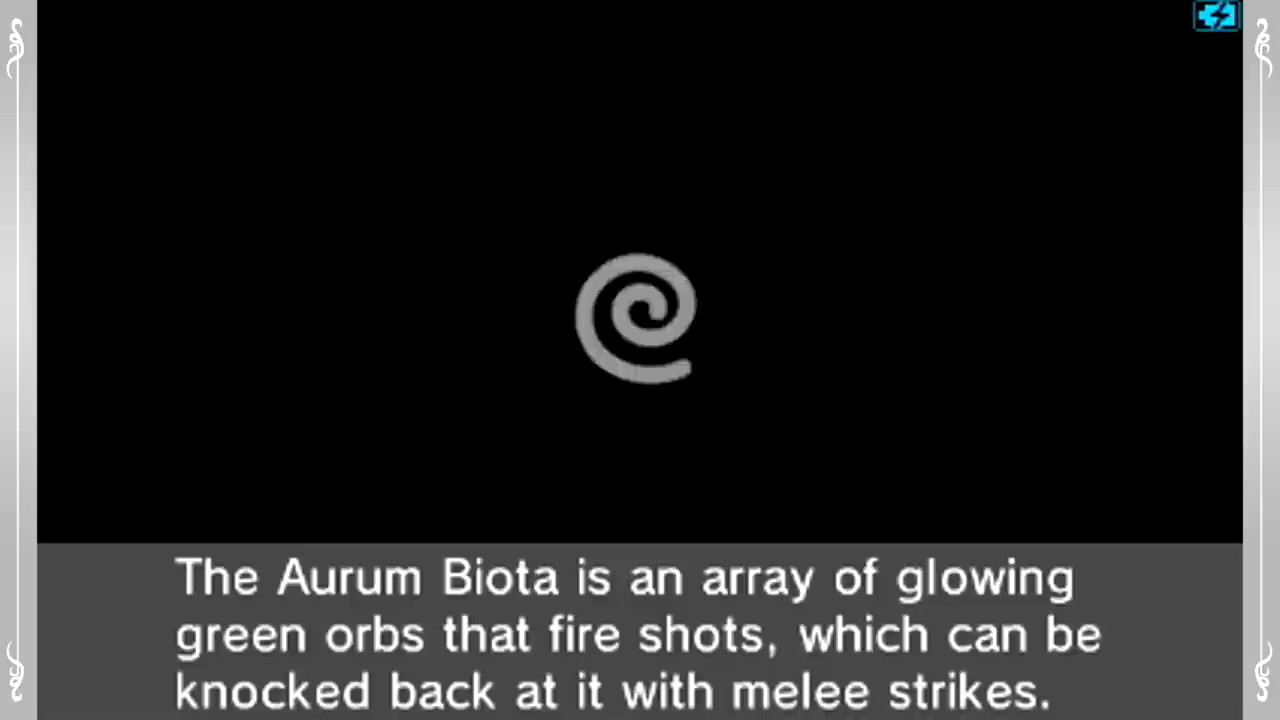 The Aurum Biota is an array of glowing
green orbs that fire shots, which can be
knocked back at it with melee strikes.